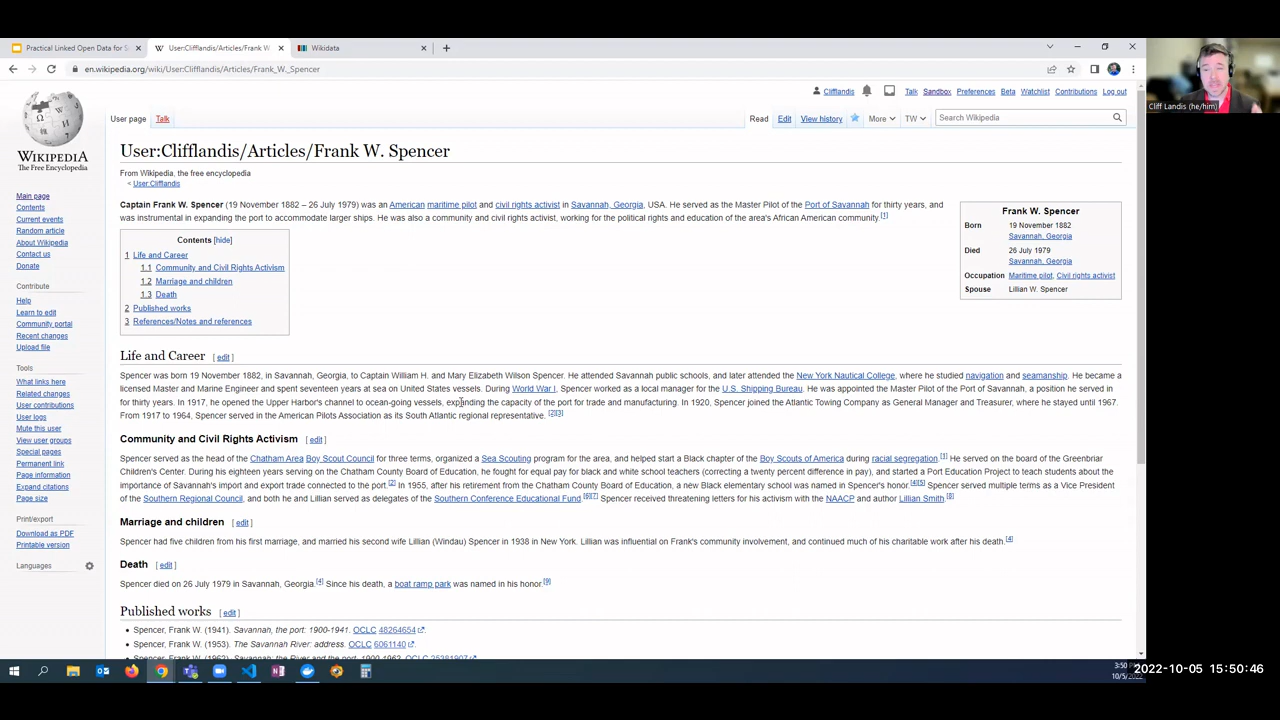 Practical Linked Open Data for S
User:Clifflandis/Articles/Frank W
Wikidata
en.wikipedia.org/wiki/User:Clifflandis/Articles/Frank_W._Spencer
Cliff Landis (he/him)
Clifflandis Talk Sandbox Preferences Beta Watchlist Contributions Log out
User page Talk Read Edit View history More TW Search Wikipedia
WIKIPEDIA
The Free Encyclopedia
Main page
Contents
Current events
Random article
About Wikipedia
Contact us
Donate
Contribute
Help
Learn to edit
Community portal
Recent changes
Upload file
Tools
What links here
Related changes
User contributions
User logs
Mute this user
View user groups
Special pages
Permanent link
Page information
Expand citations
Page size
Print/export
Download as PDF
Printable version
Languages
User:Clifflandis/Articles/Frank W. Spencer
From Wikipedia, the free encyclopedia
< User:Clifflandis
Captain Frank W. Spencer (19 November 1882 – 26 July 1979) was an American maritime pilot and civil rights activist in Savannah, Georgia, USA. He served as the Master Pilot of the Port of Savannah for thirty years, and
was instrumental in expanding the port to accommodate larger ships. He was also a community and civil rights activist, working for the political rights and education of the area's African American community.[1]
Frank W. Spencer
Born 19 November 1882
Savannah, Georgia
Died 26 July 1979
Savannah, Georgia
Occupation Maritime pilot, Civil rights activist
Spouse Lillian W. Spencer
Contents [hide]
1 Life and Career
1.1 Community and Civil Rights Activism
1.2 Marriage and children
1.3 Death
2 Published works
3 References/Notes and references
Life and Career [ edit ]
Spencer was born 19 November 1882, in Savannah, Georgia, to Captain William H. and Mary Elizabeth Wilson Spencer. He attended Savannah public schools, and later attended the New York Nautical College, where he studied navigation and seamanship. He became a
licensed Master and Marine Engineer and spent seventeen years at sea on United States vessels. During World War I, Spencer worked as a local manager for the U.S. Shipping Bureau. He was appointed the Master Pilot of the Port of Savannah, a position he served in
for thirty years. In 1917, he opened the Upper Harbor's channel to ocean-going vessels, expanding the capacity of the port for trade and manufacturing. In 1920, Spencer joined the Atlantic Towing Company as General Manager and Treasurer, where he stayed until 1967.
From 1917 to 1964, Spencer served in the American Pilots Association as its South Atlantic regional representative. [2][3]
Community and Civil Rights Activism [ edit ]
Spencer served as the head of the Chatham Area Boy Scout Council for three terms, organized a Sea Scouting program for the area, and helped start a Black chapter of the Boy Scouts of America during racial segregation.[1] He served on the board of the Greenbriar
Children's Center. During his eighteen years serving on the Chatham County Board of Education, he fought for equal pay for black and white school teachers (correcting a twenty percent difference in pay), and started a Port Education Project to teach students about the
importance of Savannah's import and export trade connected to the port.[2] In 1955, after his retirement from the Chatham County Board of Education, a new Black elementary school was named in Spencer's honor.[4][5] Spencer served multiple terms as a Vice President
of the Southern Regional Council, and both he and Lillian served as delegates of the Southern Conference Educational Fund.[6][7] Spencer received threatening letters for his activism with the NAACP and author Lillian Smith.[8]
Marriage and children [ edit ]
Spencer had five children from his first marriage, and married his second wife Lillian (Windau) Spencer in 1938 in New York. Lillian was influential on Frank's community involvement, and continued much of his charitable work after his death.[4]
Death [ edit ]
Spencer died on 26 July 1979 in Savannah, Georgia.[4] Since his death, a boat ramp park was named in his honor.[9]
Published works [ edit ]
• Spencer, Frank W. (1941). Savannah, the port: 1900-1941. OCLC 48264654.
• Spencer, Frank W. (1953). The Savannah River: address. OCLC 6061140.
3:50
10/5/
2022-10-05 15:50:46